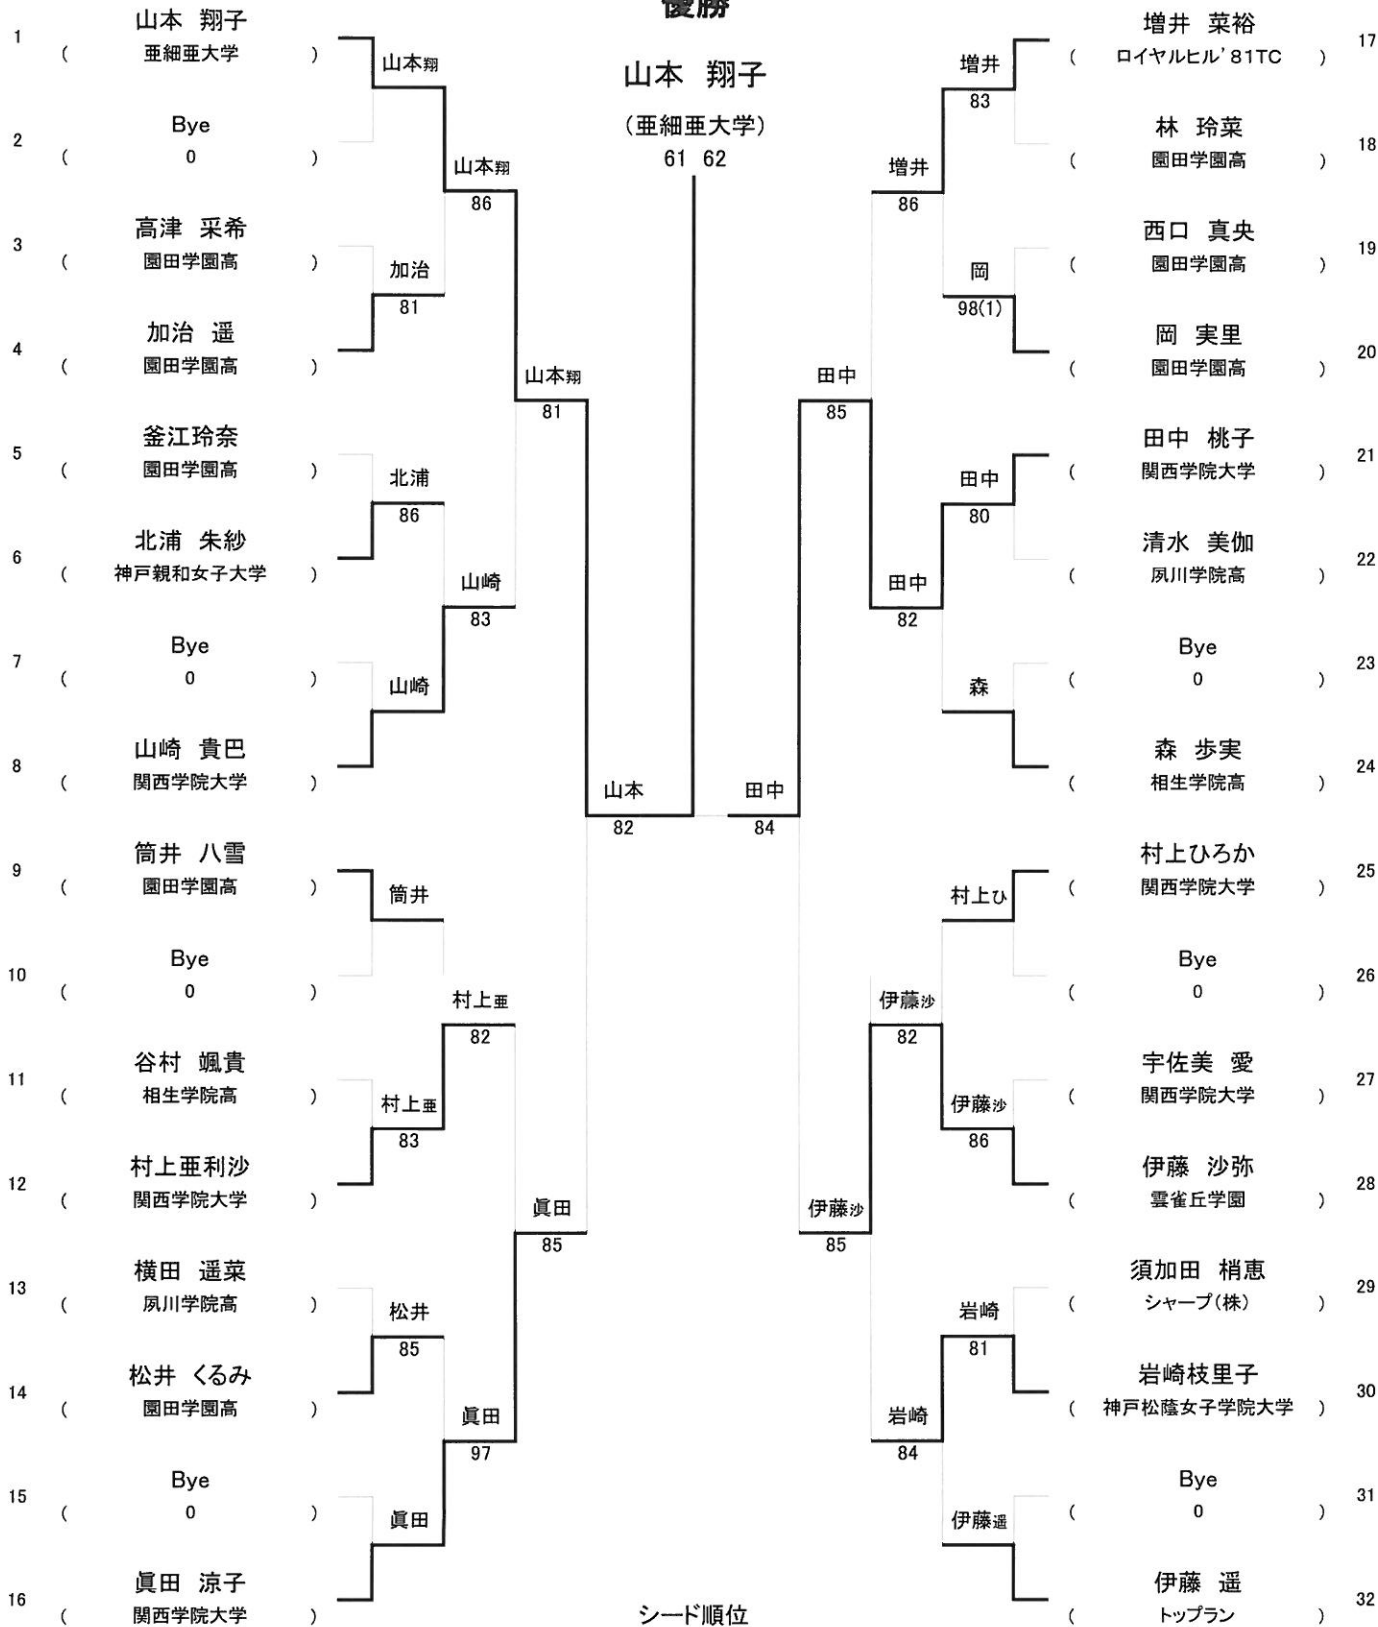 優勝
山本 翔子
(亜細亜大学)
61 62
1 山本 翔子
( 亜細亜大学 )
山本翔
2 Bye
( 0 )
山本翔
86
3 高津 采希
( 園田学園高 )
加治
81
4 加治 遥
( 園田学園高 )
山本翔
81
5 釜江玲奈
( 園田学園高 )
北浦
86
6 北浦 朱紗
( 神戸親和女子大学 )
山崎
83
7 Bye
( 0 )
山崎
8 山崎 貴巴
( 関西学院大学 )
山本
82
9 筒井 八雪
( 園田学園高 )
筒井
10 Bye
( 0 )
村上亜
82
11 谷村 颯貴
( 相生学院高 )
村上亜
83
12 村上亜利沙
( 関西学院大学 )
眞田
85
13 横田 遥菜
( 夙川学院高 )
松井
85
14 松井 くるみ
( 園田学園高 )
眞田
97
15 Bye
( 0 )
眞田
16 眞田 涼子
( 関西学院大学 )
増井 菜裕 17
( ロイヤルヒル'81TC )
増井
83
林 玲菜 18
( 園田学園高 )
増井
86
西口 真央 19
( 園田学園高 )
岡
98(1)
岡 実里 20
( 園田学園高 )
田中
85
田中 桃子 21
( 関西学院大学 )
田中
80
清水 美伽 22
( 夙川学院高 )
田中
82
Bye 23
( 0 )
森
森 歩実 24
( 相生学院高 )
田中
84
村上ひろか 25
( 関西学院大学 )
村上ひ
Bye 26
( 0 )
伊藤沙
82
宇佐美 愛 27
( 関西学院大学 )
伊藤沙
86
伊藤 沙弥 28
( 雲雀丘学園 )
伊藤沙
85
須加田 梢恵 29
( シャープ(株) )
岩崎
81
岩崎枝里子 30
( 神戸松蔭女子学院大学 )
岩崎
84
Bye 31
( 0 )
伊藤遥
伊藤 遥 32
( トップラン )
シード順位